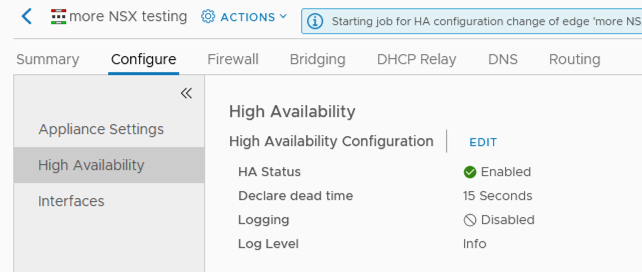 more NSX testing ACTIONS Starting job for HA configuration change of edge 'more NS
Summary Configure Firewall Bridging DHCP Relay DNS Routing
Appliance Settings
High Availability
Interfaces
High Availability
High Availability Configuration EDIT
HA Status Enabled
Declare dead time 15 Seconds
Logging Disabled
Log Level Info